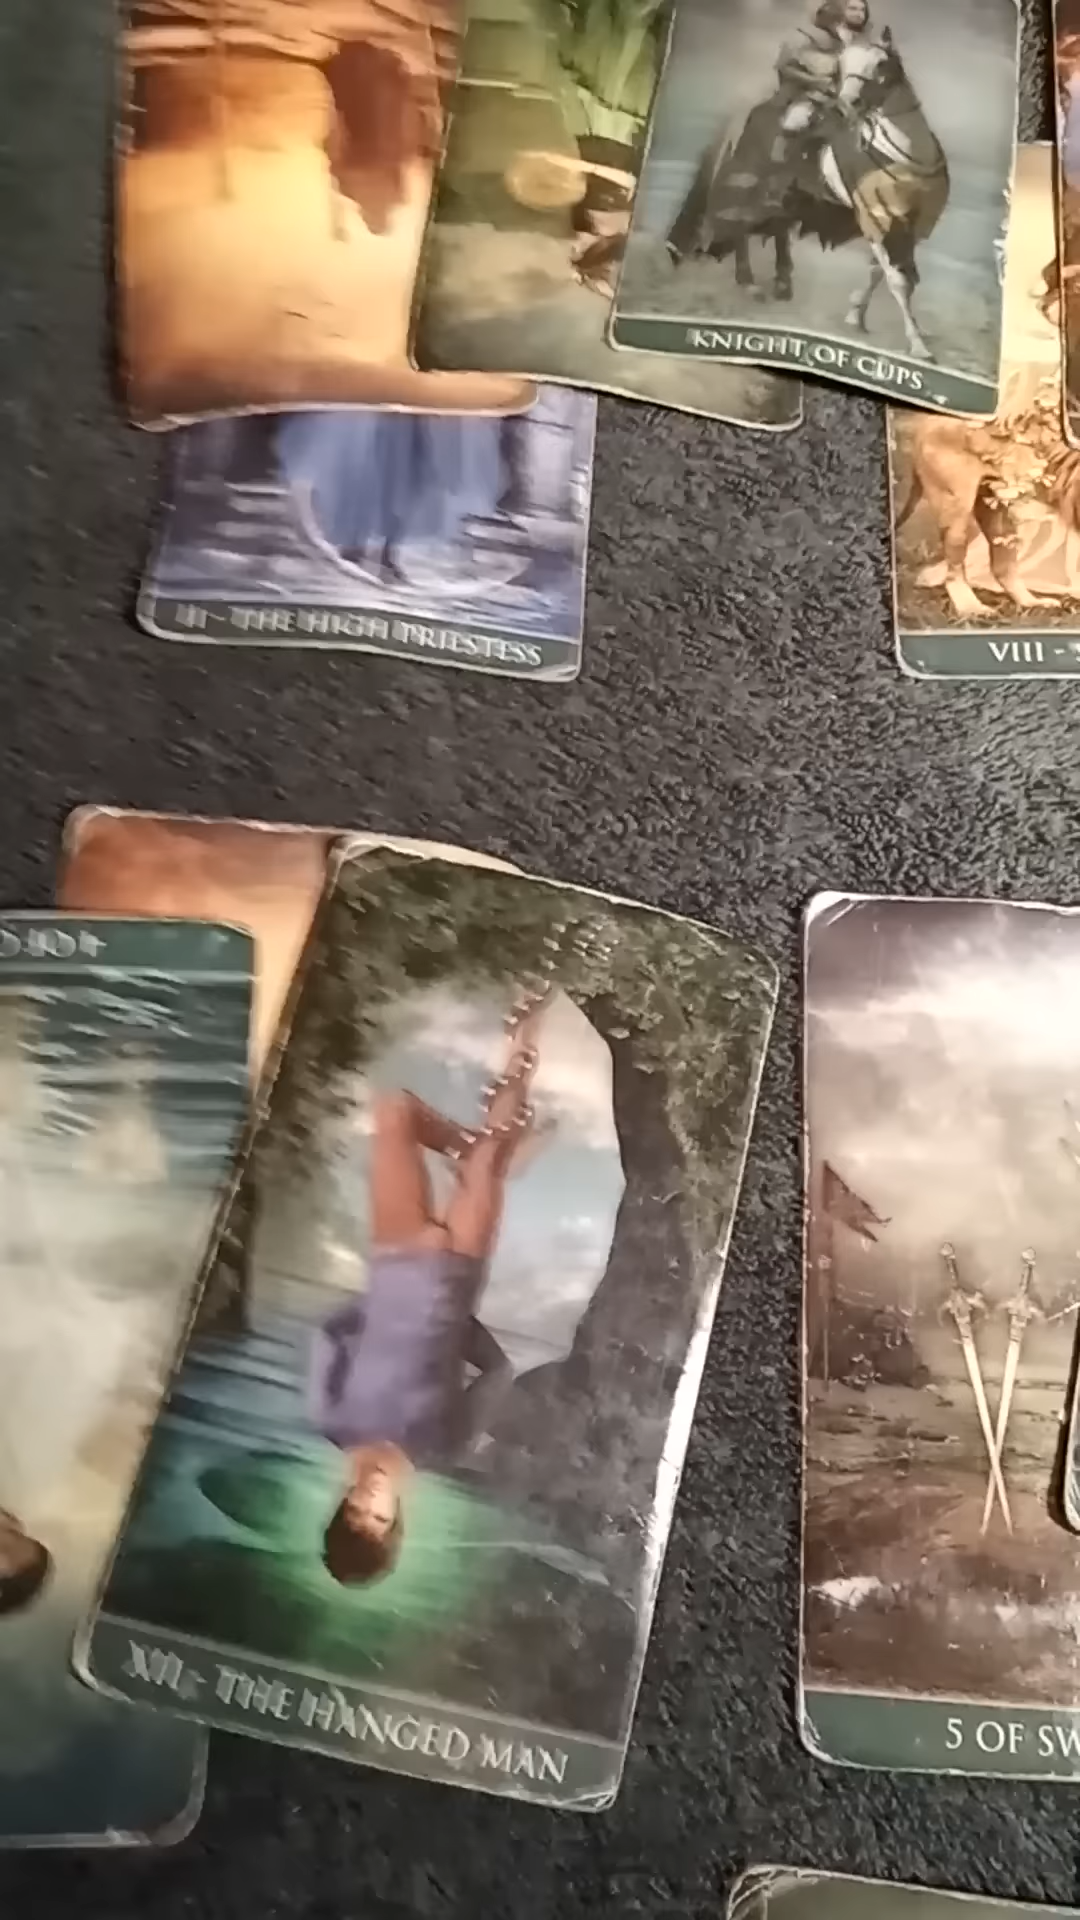 KNIGHT OF CUPS
II - THE HIGH PRIESTESS
VIII -
XII - THE HANGED MAN
5 OF SW